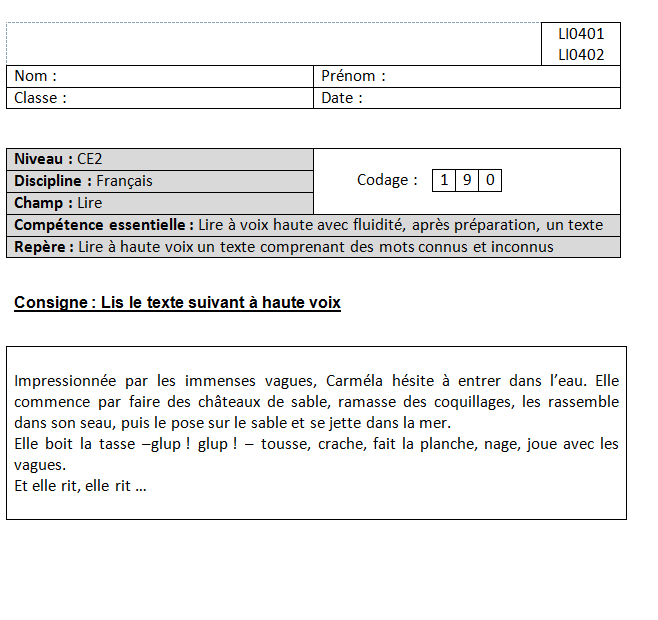 LI0401
LI0402
Nom :
Prénom :
Classe :
Date :
Niveau : CE2
Discipline : Français
Champ : Lire
Codage : 1 9 0
Compétence essentielle : Lire à voix haute avec fluidité, après préparation, un texte
Repère : Lire à haute voix un texte comprenant des mots connus et inconnus
Consigne : Lis le texte suivant à haute voix
Impressionnée par les immenses vagues, Carméla hésite à entrer dans l’eau. Elle
commence par faire des châteaux de sable, ramasse des coquillages, les rassemble
dans son seau, puis le pose sur le sable et se jette dans la mer.
Elle boit la tasse –glup ! glup ! – tousse, crache, fait la planche, nage, joue avec les
vagues.
Et elle rit, elle rit …